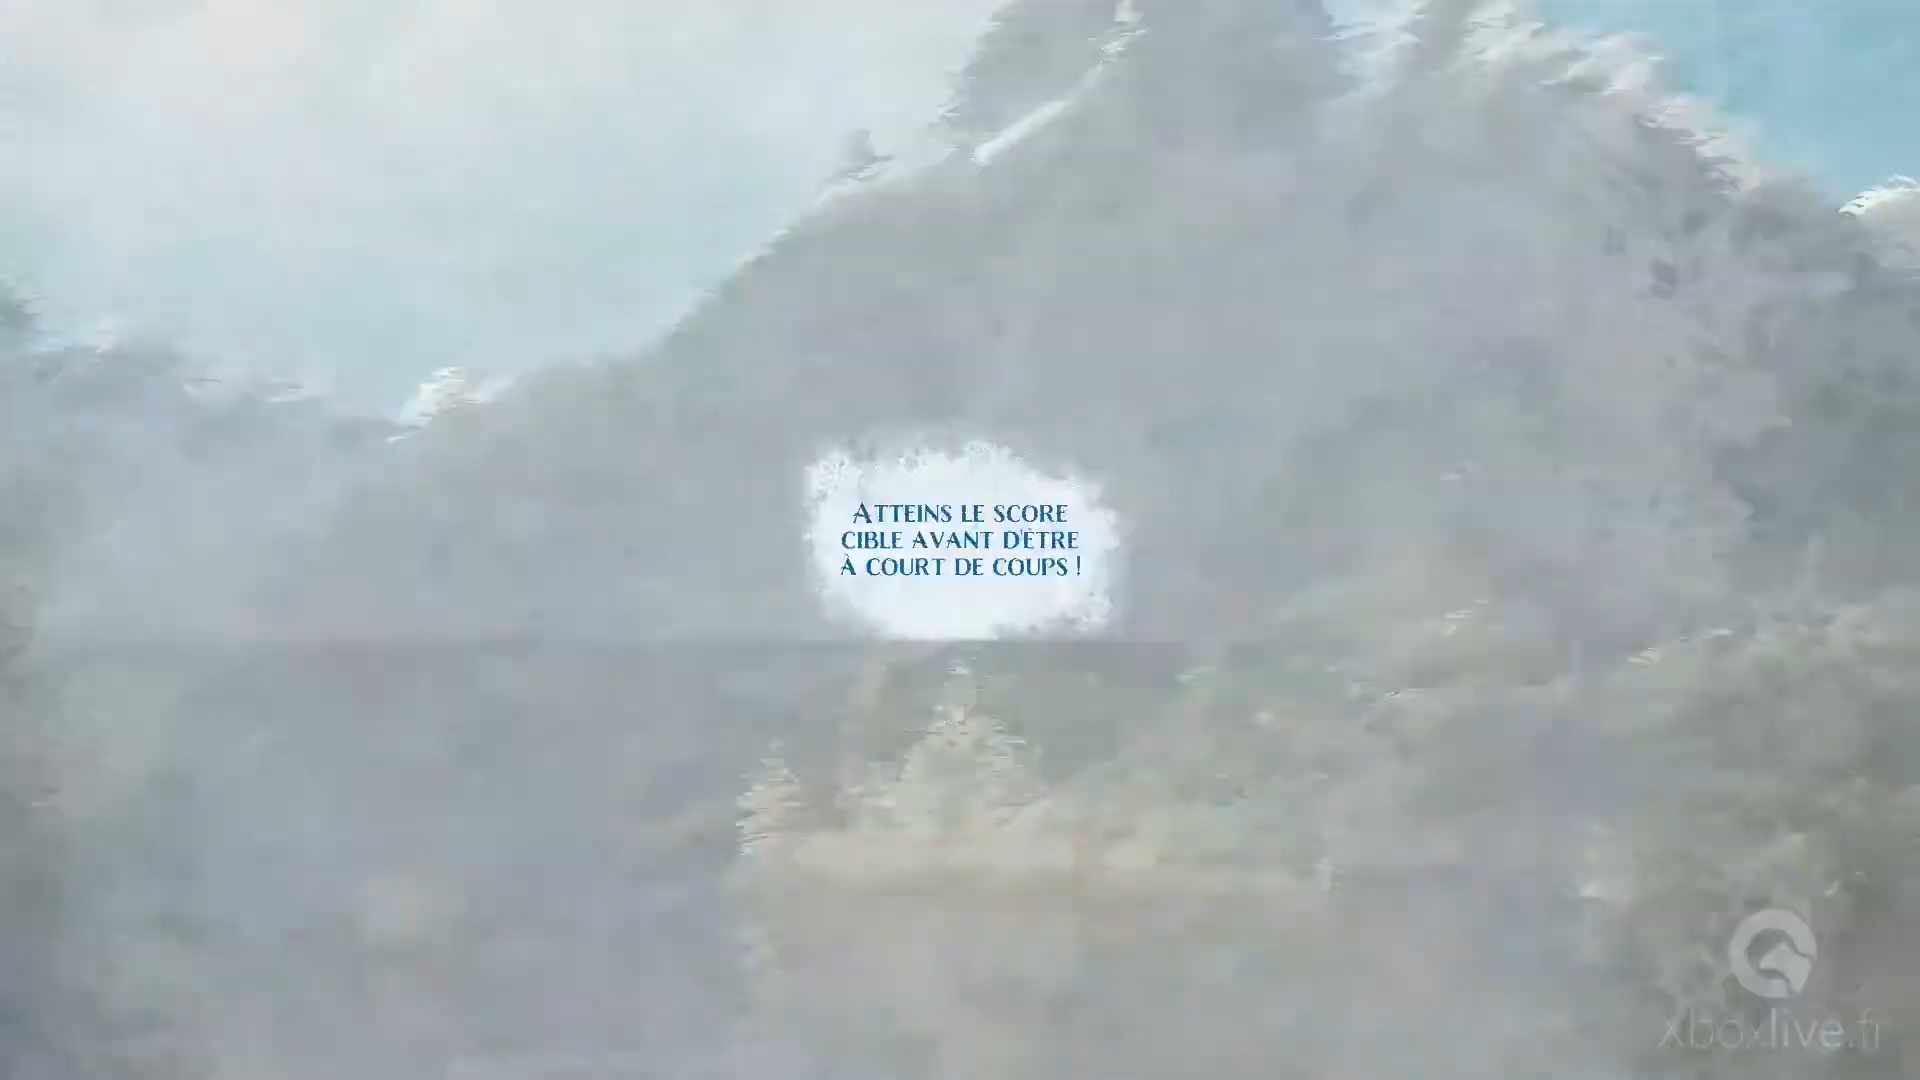 Atteins le score
cible avant d'être
à court de coups !
xboxlive.fr